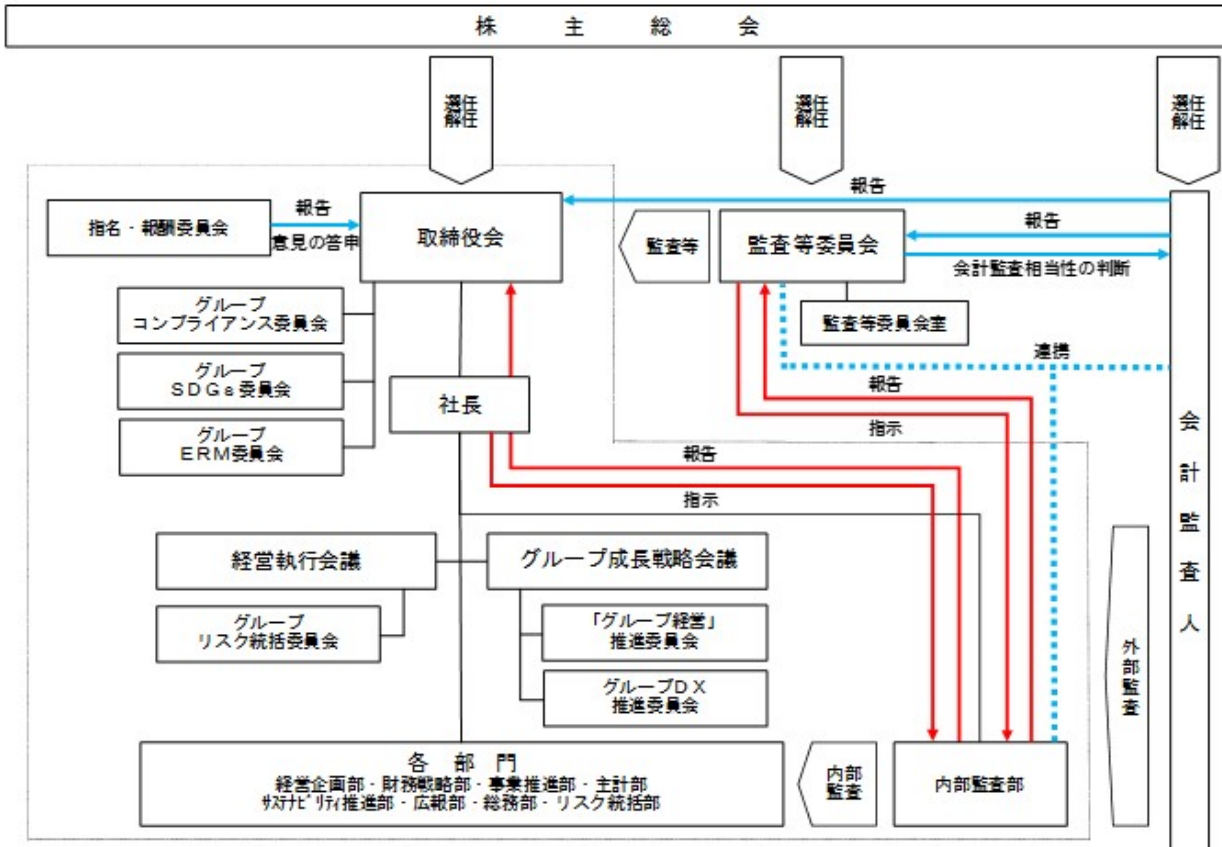 株主総会
選任
解任
選任
解任
選任
解任
指名・報酬委員会
報告
意見の答申
取締役会
監査等
監査等委員会
報告
報告
会計監査相当性の判断
監査等委員会室
グループ
コンプライアンス委員会
グループ
ＳＤＧｓ委員会
グループ
ＥＲＭ委員会
社長
連携
報告
指示
報告
指示
会計監査人
経営執行会議
グループ成長戦略会議
グループ
リスク統括委員会
「グループ経営」
推進委員会
グループＤＸ
推進委員会
外部監査
各部門
経営企画部・財務戦略部・事業推進部・主計部
ｻｽﾃﾅﾋﾞﾘﾃｨ推進部・広報部・総務部・リスク統括部
内部
監査
内部監査部